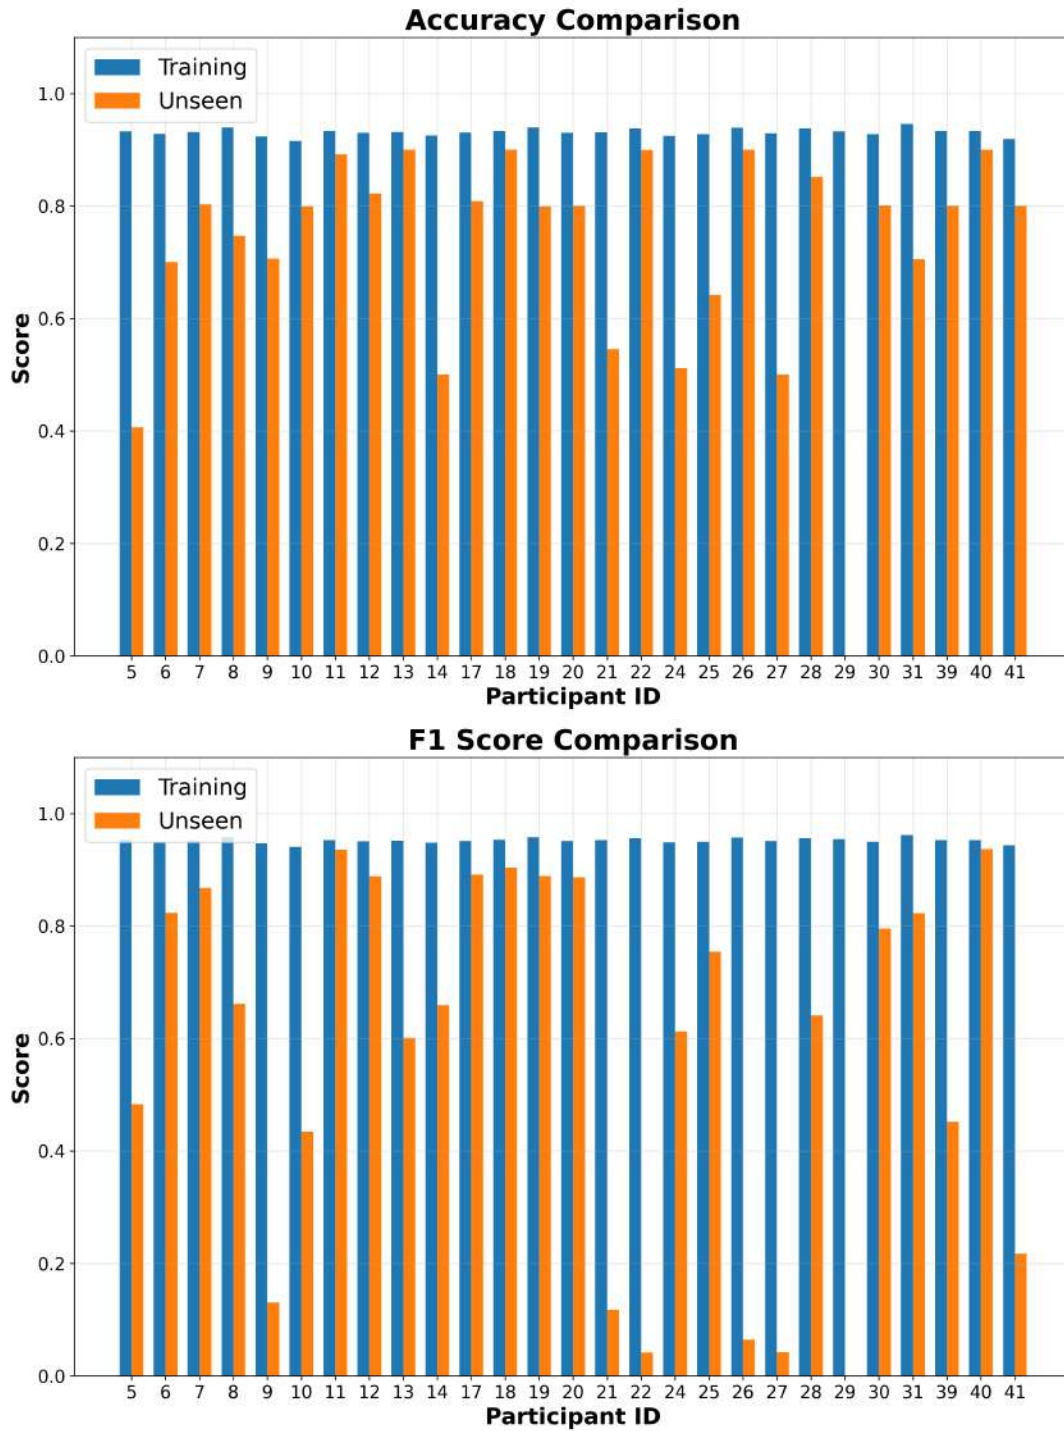 Accuracy Comparison
Training
Unseen
1.0
0.8
0.6
0.4
0.2
0.0
Score
5 6 7 8 9 10 11 12 13 14 17 18 19 20 21 22 24 25 26 27 28 29 30 31 39 40 41
Participant ID
F1 Score Comparison
Training
Unseen
1.0
0.8
0.6
0.4
0.2
0.0
Score
5 6 7 8 9 10 11 12 13 14 17 18 19 20 21 22 24 25 26 27 28 29 30 31 39 40 41
Participant ID